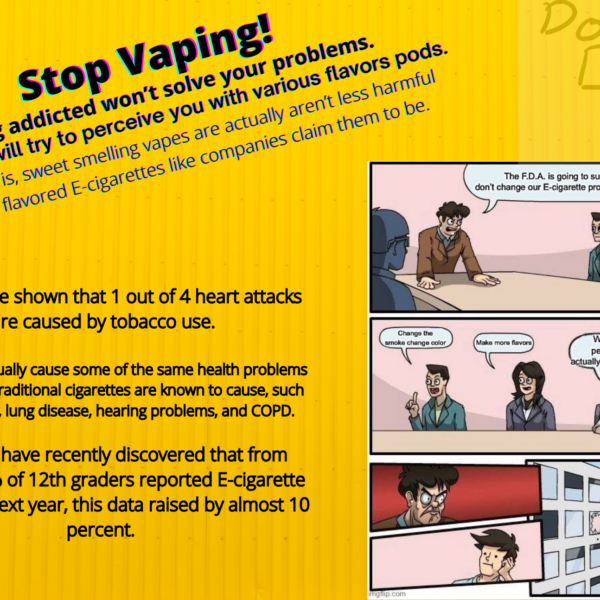 Stop Vaping!
addicted won't solve your problems.
will try to perceive you with various flavors pods.
is, sweet smelling vapes are actually aren't less harmful
flavored E-cigarettes like companies claim them to be.
shown that 1 out of 4 heart attacks
caused by tobacco use.
cause some of the same health problems
traditional cigarettes are known to cause, such
, lung disease, hearing problems, and COPD.
have recently discovered that from
of 12th graders reported E-cigarette
next year, this data raised by almost 10
percent.
Do
The F.D.A. is going to su
don't change our E-cigarette pro
Change the
smoke change color
Make more flavors
W
pe
actually
imgflip.com